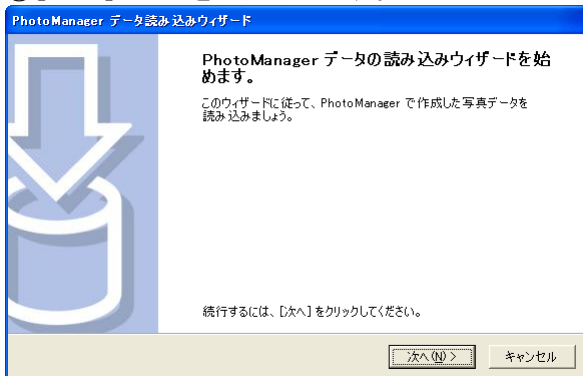 PhotoManager データ読み込みウィザード
PhotoManager データの読み込みウィザードを始
めます。
このウィザードに従って、PhotoManager で作成した写真データを
読み込みましょう。
続行するには、[次へ] をクリックしてください。
次へ(N) >
キャンセル